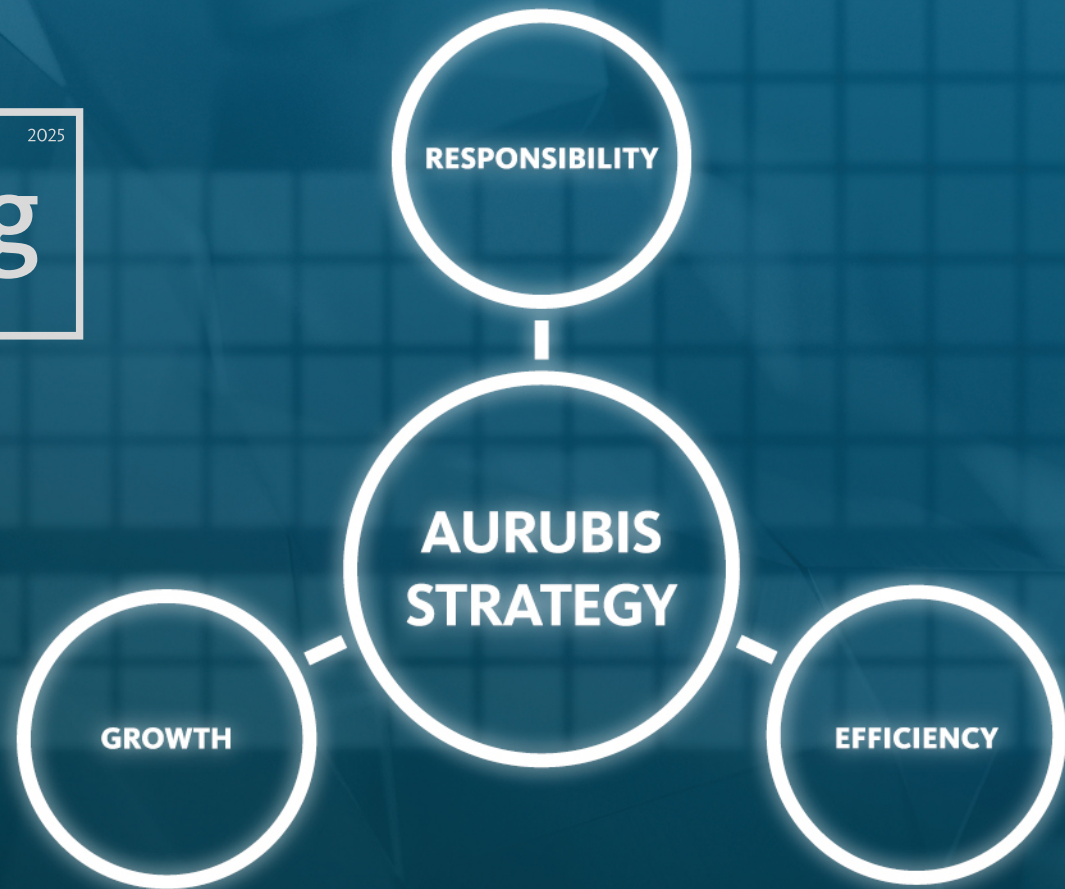 2025
g
RESPONSIBILITY
AURUBIS
STRATEGY
GROWTH
EFFICIENCY